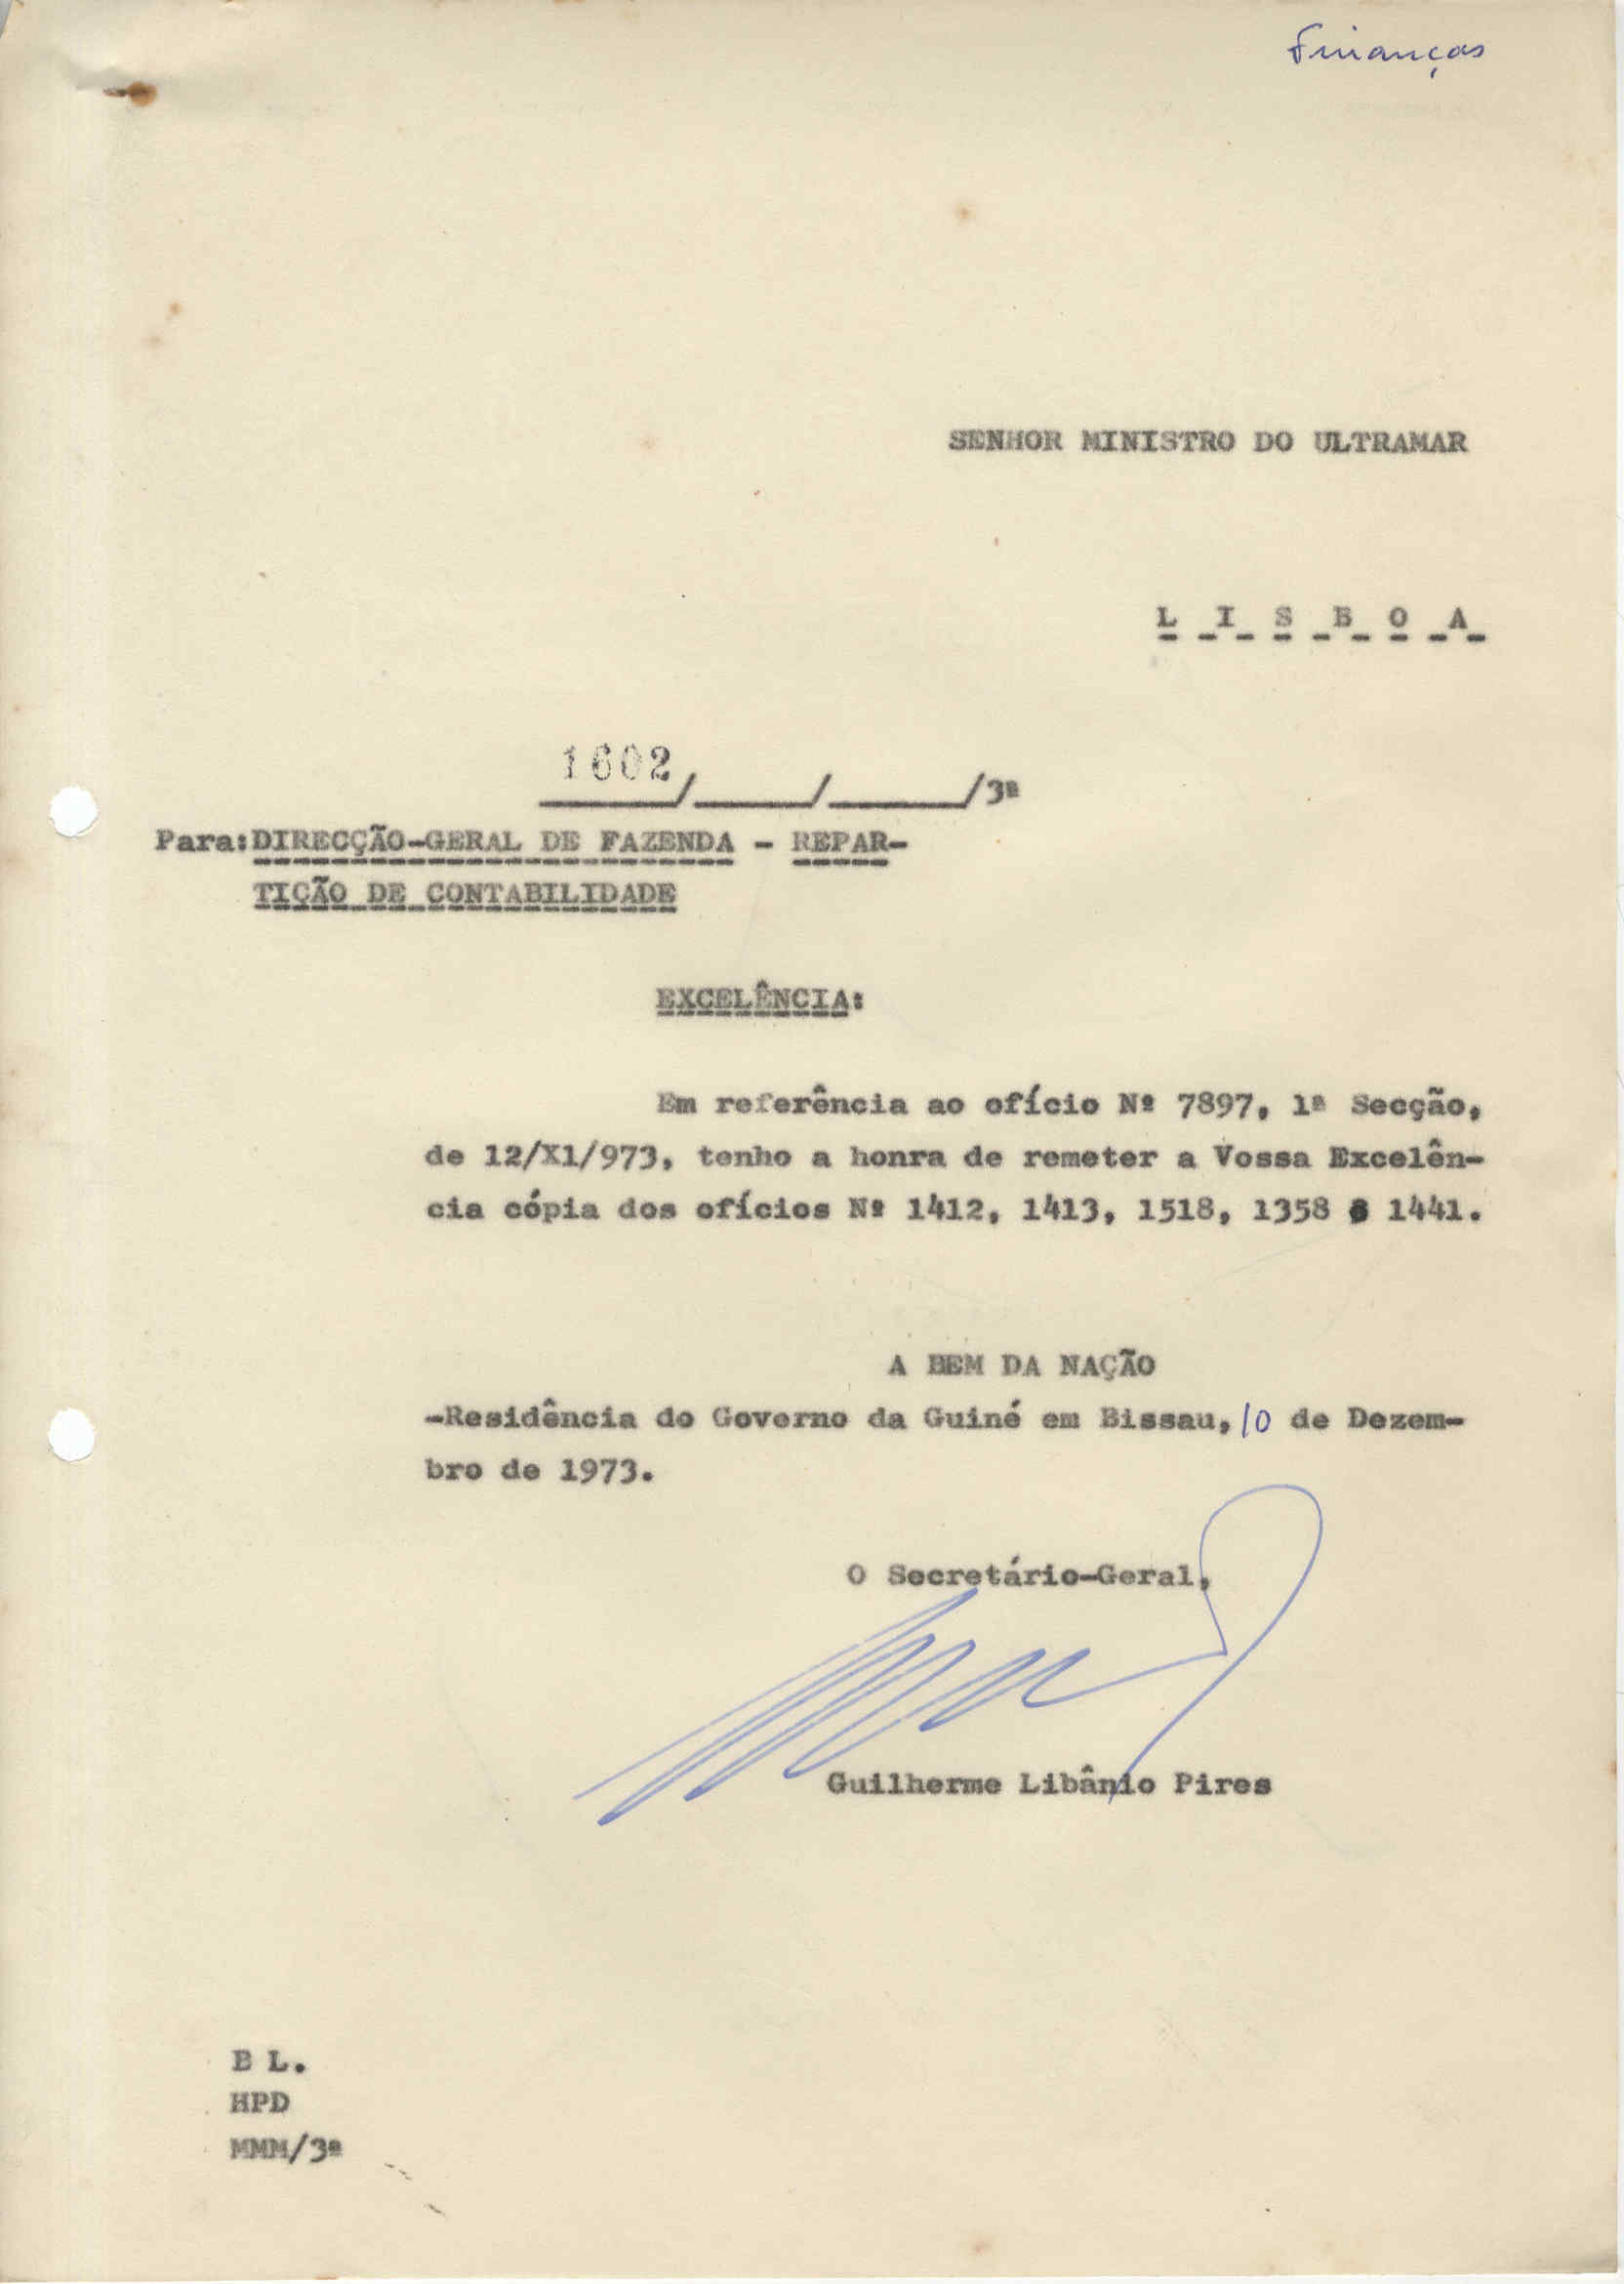 Finanças
SENHOR MINISTRO DO ULTRAMAR
L I S B O A
1602/____/____/3ª
Para:DIRECÇÃO-GERAL DE FAZENDA - REPAR-
TIÇÃO DE CONTABILIDADE
EXCELÊNCIA:
Em referência ao ofício Nº 7897, 1ª Secção,
de 12/X1/973, tenho a honra de remeter a Vossa Excelên-
cia cópia dos ofícios Nº 1412, 1413, 1518, 1358 e 1441.
A BEM DA NAÇÃO
-Residência do Governo da Guiné em Bissau, 10 de Dezem-
bro de 1973.
O Secretário-Geral,
Guilherme Libânio Pires
B L.
HPD
MMM/3ª